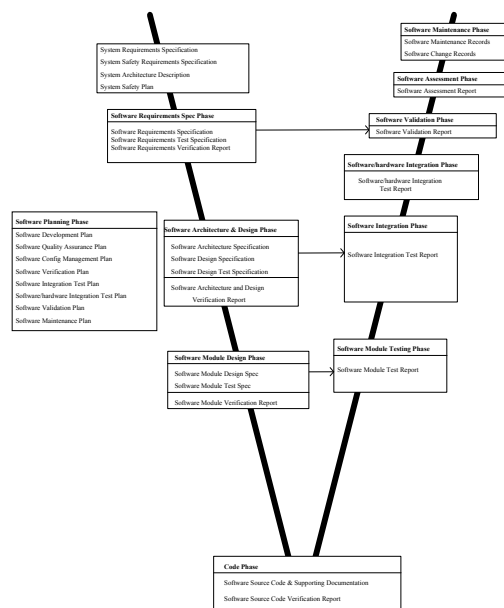 System Requirements Specification
System Safety Requirements Specification
System Architecture Description
System Safety Plan
Software Requirements Spec Phase
Software Requirements Specification
Software Requirements Test Specification
Software Requirements Verification Report
Software Planning Phase
Software Development Plan
Software Quality Assurance Plan
Software Config Management Plan
Software Verification Plan
Software Integration Test Plan
Software/hardware Integration Test Plan
Software Validation Plan
Software Maintenance Plan
Software Architecture & Design Phase
Software Architecture Specification
Software Design Specification
Software Design Test Specification
Software Architecture and Design
Verification Report
Software Module Design Phase
Software Module Design Spec
Software Module Test Spec
Software Module Verification Report
Code Phase
Software Source Code & Supporting Documentation
Software Source Code Verification Report
Software Module Testing Phase
Software Module Test Report
Software Integration Phase
Software Integration Test Report
Software/hardware Integration Phase
Software/hardware Integration
Test Report
Software Validation Phase
Software Validation Report
Software Assessment Phase
Software Assessment Report
Software Maintenance Phase
Software Maintenance Records
Software Change Records